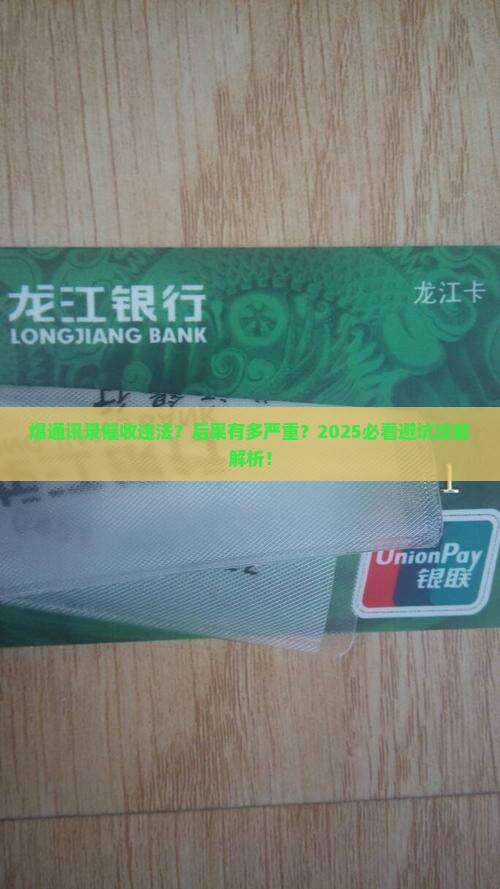 龙江银行
龙江卡
LONGJIANG BANK
爆通讯录催收违法？后果有多严重？2025必看避坑攻略
解析！
UnionPay
银联